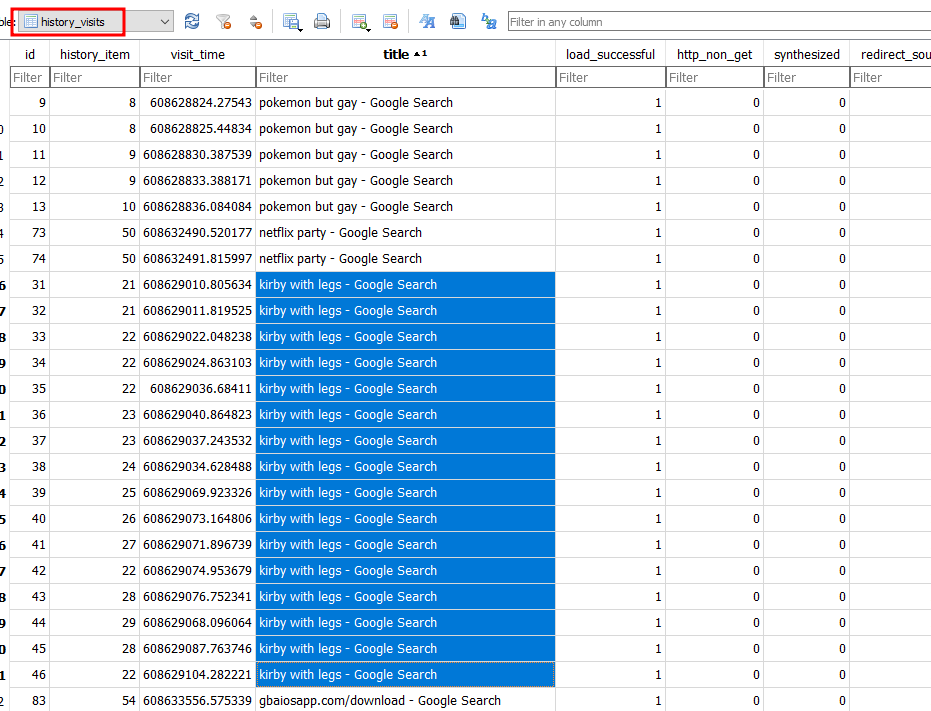 ole: history_visits Filter in any column
id history_item visit_time title 1 load_successful http_non_get synthesized redirect_sou
Filter Filter Filter Filter Filter Filter Filter Filter
9 8 608628824.27543 pokemon but gay - Google Search 1 0 0
0 10 8 608628825.44834 pokemon but gay - Google Search 1 0 0
1 11 9 608628830.387539 pokemon but gay - Google Search 1 0 0
2 12 9 608628833.388171 pokemon but gay - Google Search 1 0 0
3 13 10 608628836.084084 pokemon but gay - Google Search 1 0 0
4 73 50 608632490.520177 netflix party - Google Search 1 0 0
5 74 50 608632491.815997 netflix party - Google Search 1 0 0
6 31 21 608629010.805634 kirby with legs - Google Search 1 0 0
7 32 21 608629011.819525 kirby with legs - Google Search 1 0 0
8 33 22 608629022.048238 kirby with legs - Google Search 1 0 0
9 34 22 608629024.863103 kirby with legs - Google Search 1 0 0
0 35 22 608629036.68411 kirby with legs - Google Search 1 0 0
1 36 23 608629040.864823 kirby with legs - Google Search 1 0 0
2 37 23 608629037.243532 kirby with legs - Google Search 1 0 0
3 38 24 608629034.628488 kirby with legs - Google Search 1 0 0
4 39 25 608629069.923326 kirby with legs - Google Search 1 0 0
5 40 26 608629073.164806 kirby with legs - Google Search 1 0 0
6 41 27 608629071.896739 kirby with legs - Google Search 1 0 0
7 42 22 608629074.953679 kirby with legs - Google Search 1 0 0
8 43 28 608629076.752341 kirby with legs - Google Search 1 0 0
9 44 29 608629068.096064 kirby with legs - Google Search 1 0 0
0 45 28 608629087.763746 kirby with legs - Google Search 1 0 0
1 46 22 608629104.282221 kirby with legs - Google Search 1 0 0
2 83 54 608633556.575339 gbaiosapp.com/download - Google Search 1 0 0